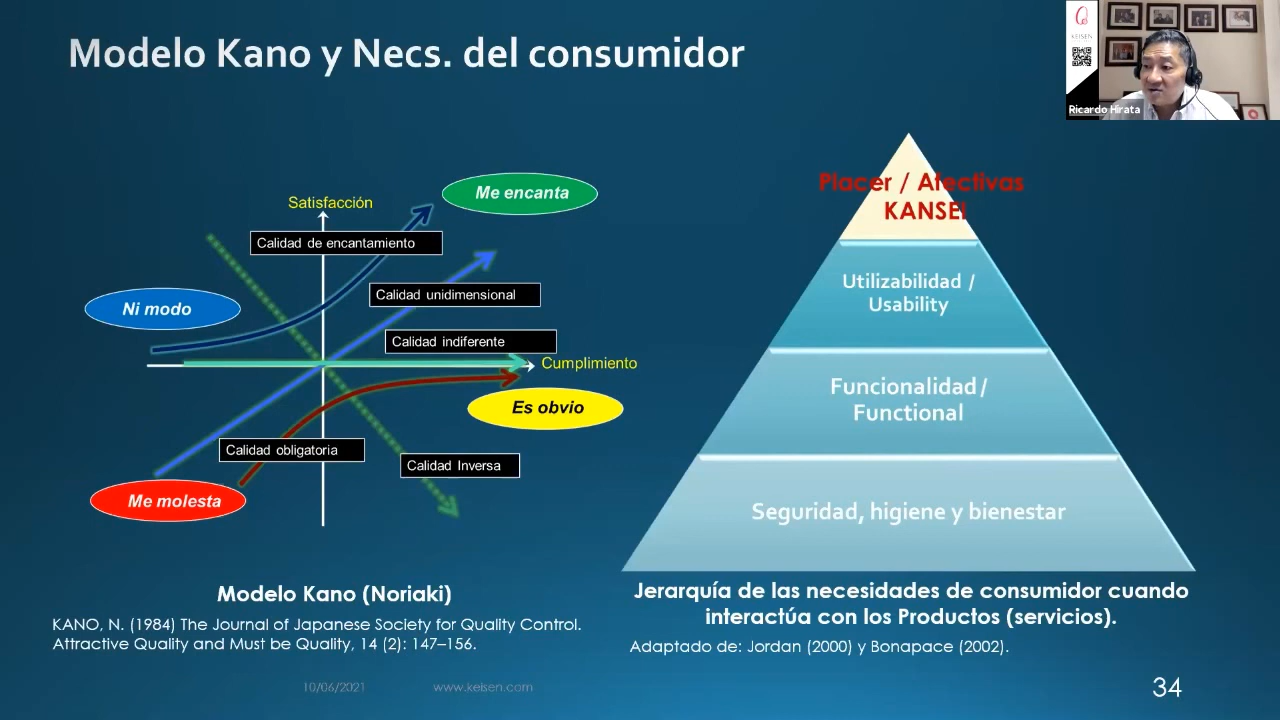 Modelo Kano y Necs. del consumidor
KEISEN
Ricardo Hirata
Satisfacción
Me encanta
Calidad de encantamiento
Ni modo
Calidad unidimensional
Calidad indiferente
Cumplimiento
Es obvio
Calidad obligatoria
Calidad Inversa
Me molesta
Modelo Kano (Noriaki)
KANO, N. (1984) The Journal of Japanese Society for Quality Control.
Attractive Quality and Must be Quality, 14 (2): 147–156.
Placer / Afectivas
KANSEI
Utilizabilidad /
Usability
Funcionalidad /
Functional
Seguridad, higiene y bienestar
Jerarquía de las necesidades de consumidor cuando
interactúa con los Productos (servicios).
Adaptado de: Jordan (2000) y Bonapace (2002).
10/06/2021
www.keisen.com
34